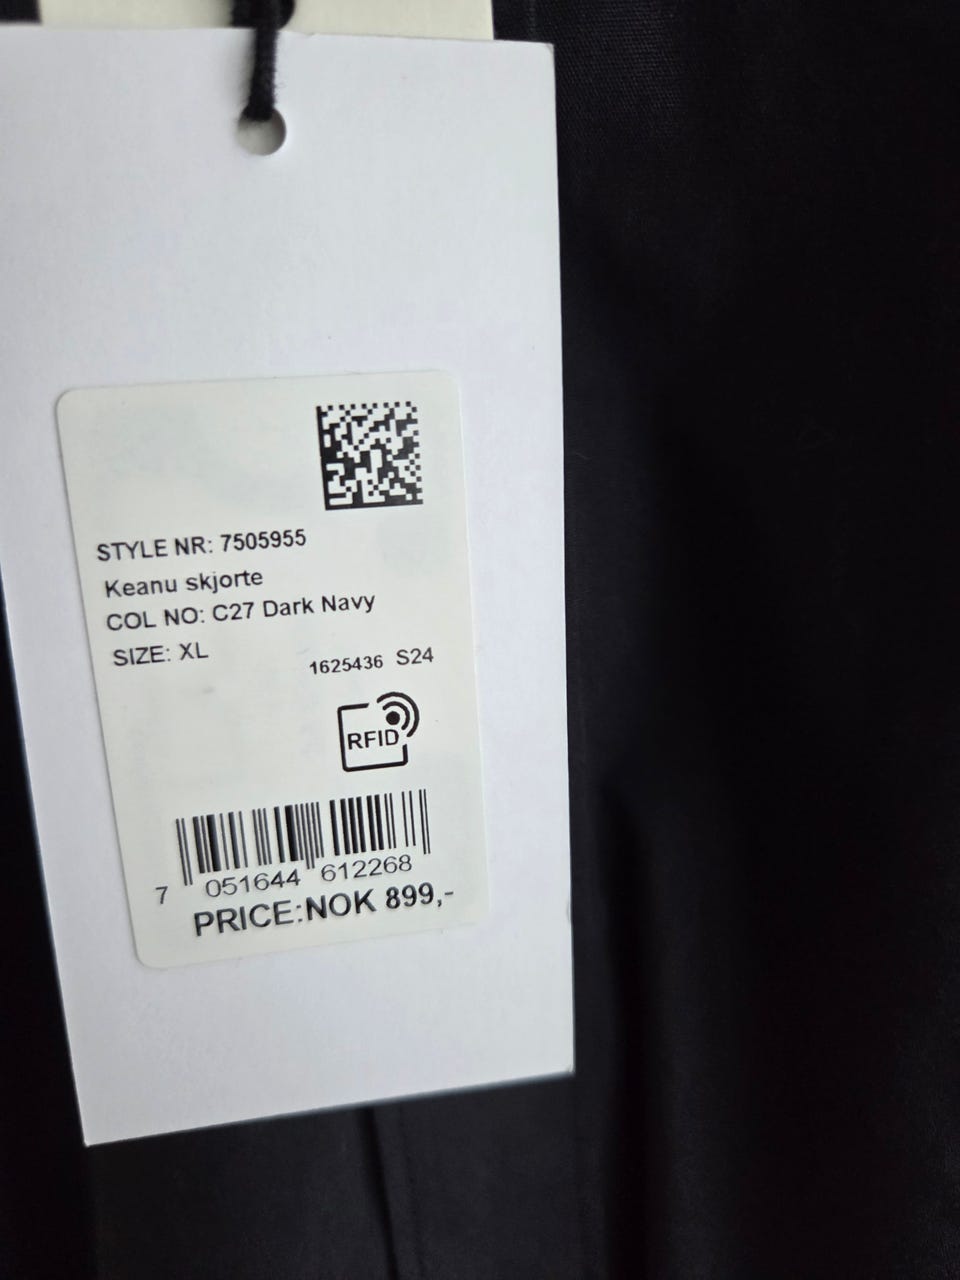 STYLE NR: 7505955
Keanu skjorte
COL NO: C27 Dark Navy
SIZE: XL
1625436 S24
RFID
7 051644 612268
PRICE:NOK 899,-